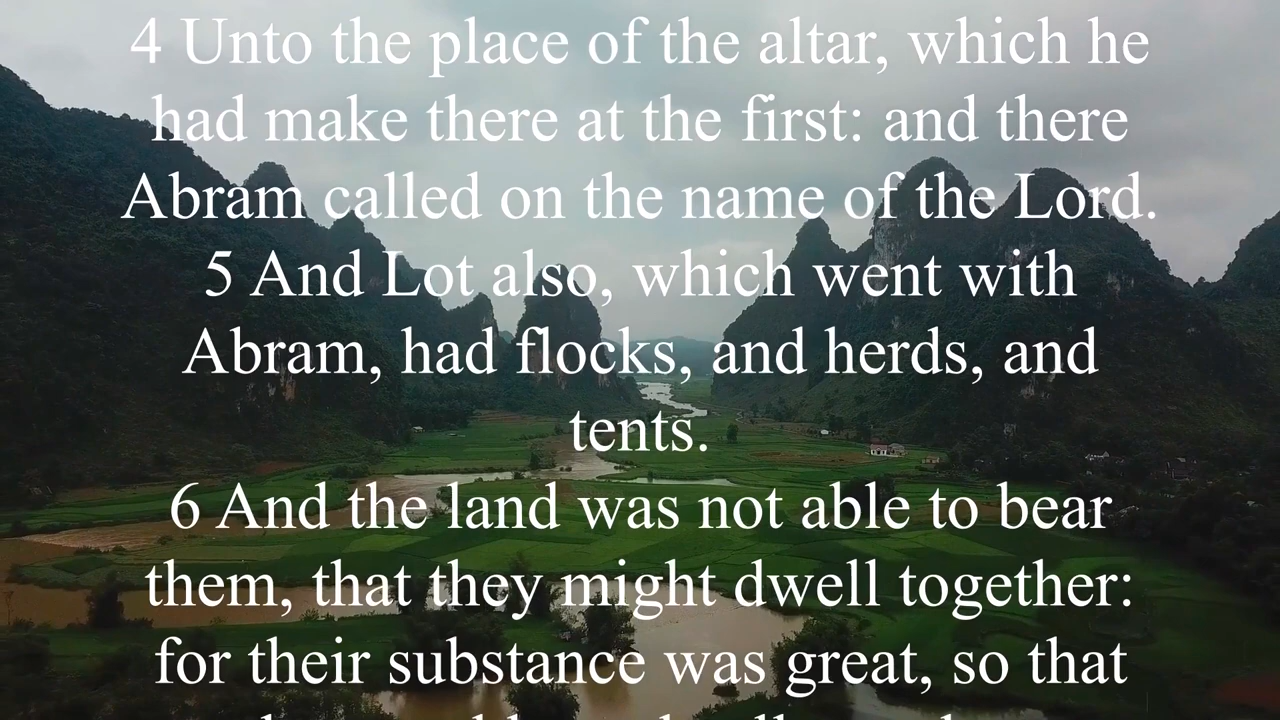 4 Unto the place of the altar, which he
had make there at the first: and there
Abram called on the name of the Lord.
5 And Lot also, which went with
Abram, had flocks, and herds, and
tents.
6 And the land was not able to bear
them, that they might dwell together:
for their substance was great, so that